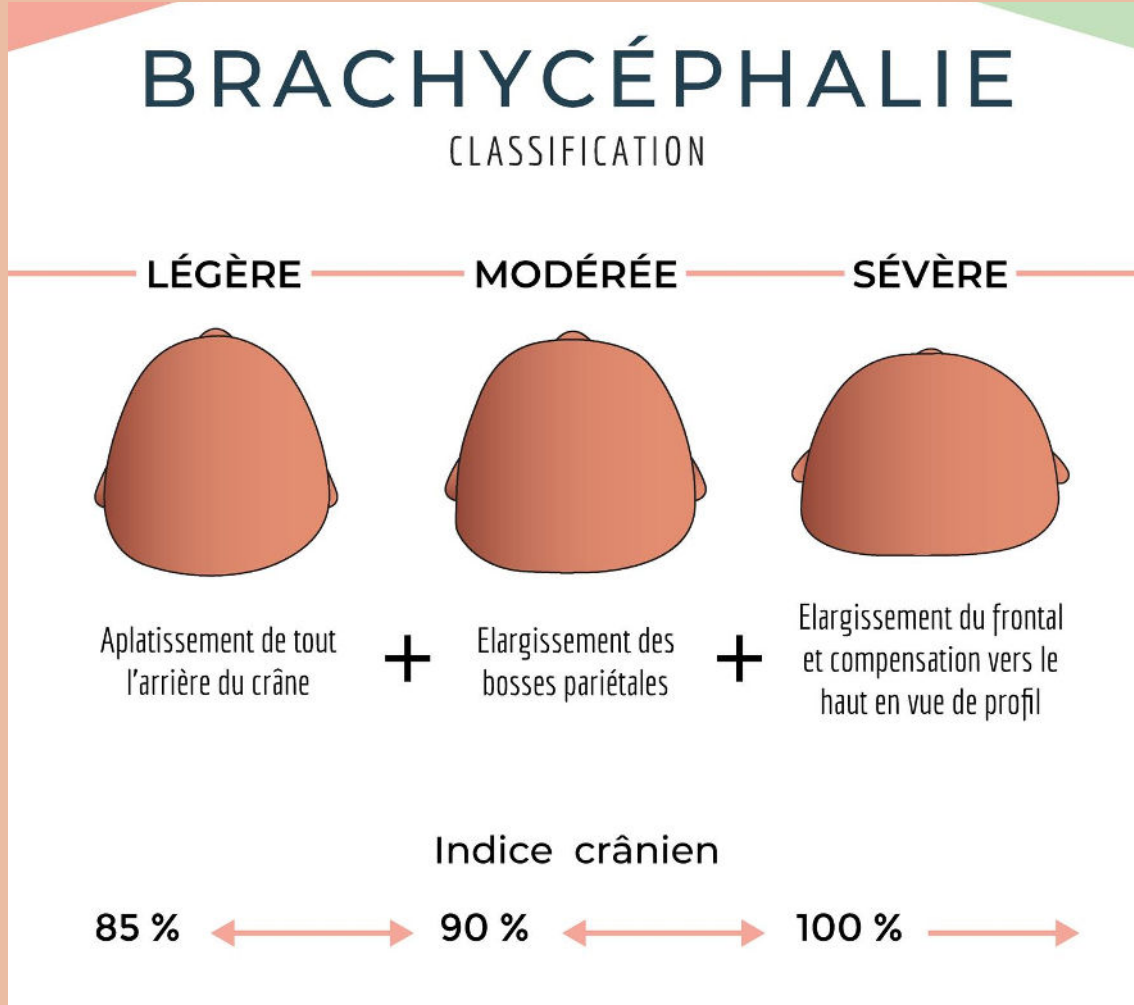 BRACHYCÉPHALIE
CLASSIFICATION
LÉGÈRE MODÉRÉE SÉVÈRE
Aplatissement de tout
l'arrière du crâne
+
Elargissement des
bosses pariétales
+
Elargissement du frontal
et compensation vers le
haut en vue de profil
Indice crânien
85 % 90 % 100 %